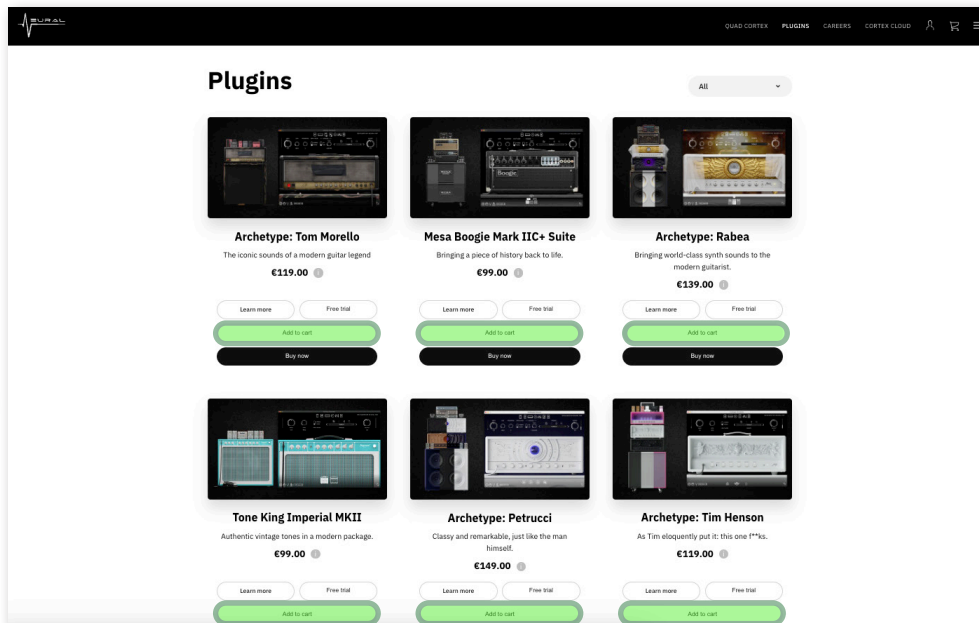 NEURAL
QUAD CORTEX PLUGINS CAREERS CORTEX CLOUD
Plugins
All
Archetype: Tom Morello
The iconic sounds of a modern guitar legend
€119.00
Learn more Free trial
Add to cart
Buy now
Boogie.
Mesa Boogie Mark IIC+ Suite
Bringing a piece of history back to life.
€99.00
Learn more Free trial
Add to cart
Buy now
Archetype: Rabea
Bringing world-class synth sounds to the
modern guitarist.
€139.00
Learn more Free trial
Add to cart
Buy now
Tone King Imperial MKII
Authentic vintage tones in a modern package.
€99.00
Learn more Free trial
Add to cart
Archetype: Petrucci
Classy and remarkable, just like the man
himself.
€149.00
Learn more Free trial
Add to cart
Archetype: Tim Henson
As Tim eloquently put it: this one f**ks.
€119.00
Learn more Free trial
Add to cart